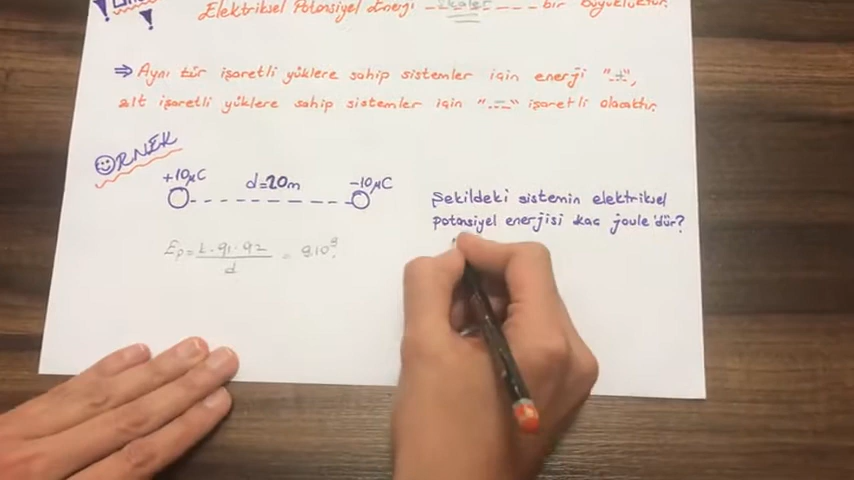 Elektriksel Potansiyel Enerji skaler bir büyüklüktür.
⇒ Aynı tür işaretli yüklere sahip sistemler için enerji "+",
zıt işaretli yüklere sahip sistemler için "-" işaretli olacaktır.
ÖRNEK
+10μC d=20m -10μC
Şekildeki sistemin elektriksel
potansiyel enerjisi kaç joule'dür?
Ep = k.q1.q2 / d = 9.10⁹.